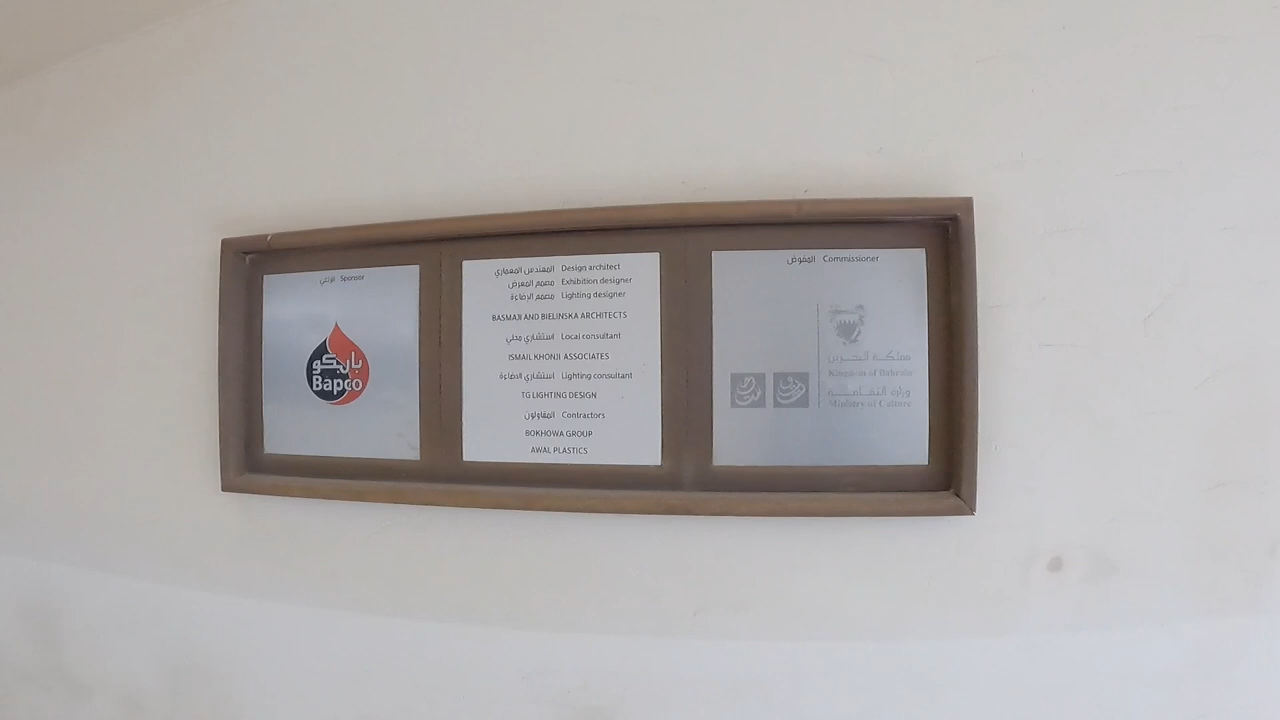 الراعي Sponsor
بابكو
Bapco
المهندس المعماري Design architect
مصمم المعرض Exhibition designer
مصمم الإضاءة Lighting designer
BASMAJI AND BIELINSKA ARCHITECTS
استشاري محلي Local consultant
ISMAIL KHONJI ASSOCIATES
استشاري الاضاءة Lighting consultant
TG LIGHTING DESIGN
المقاولون Contractors
BOKHOWA GROUP
AWAL PLASTICS
المفوض Commissioner
مملكة البحرين
Kingdom of Bahrain
وزارة الثقافة
Ministry of Culture